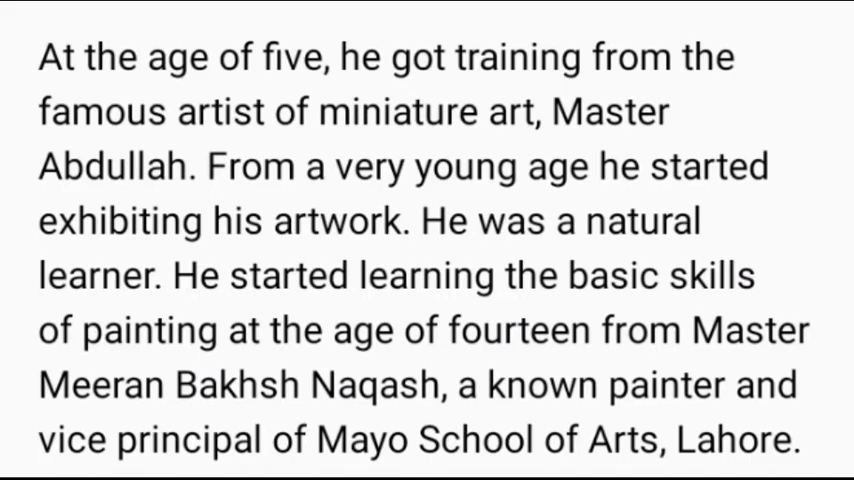 At the age of five, he got training from the
famous artist of miniature art, Master
Abdullah. From a very young age he started
exhibiting his artwork. He was a natural
learner. He started learning the basic skills
of painting at the age of fourteen from Master
Meeran Bakhsh Naqash, a known painter and
vice principal of Mayo School of Arts, Lahore.